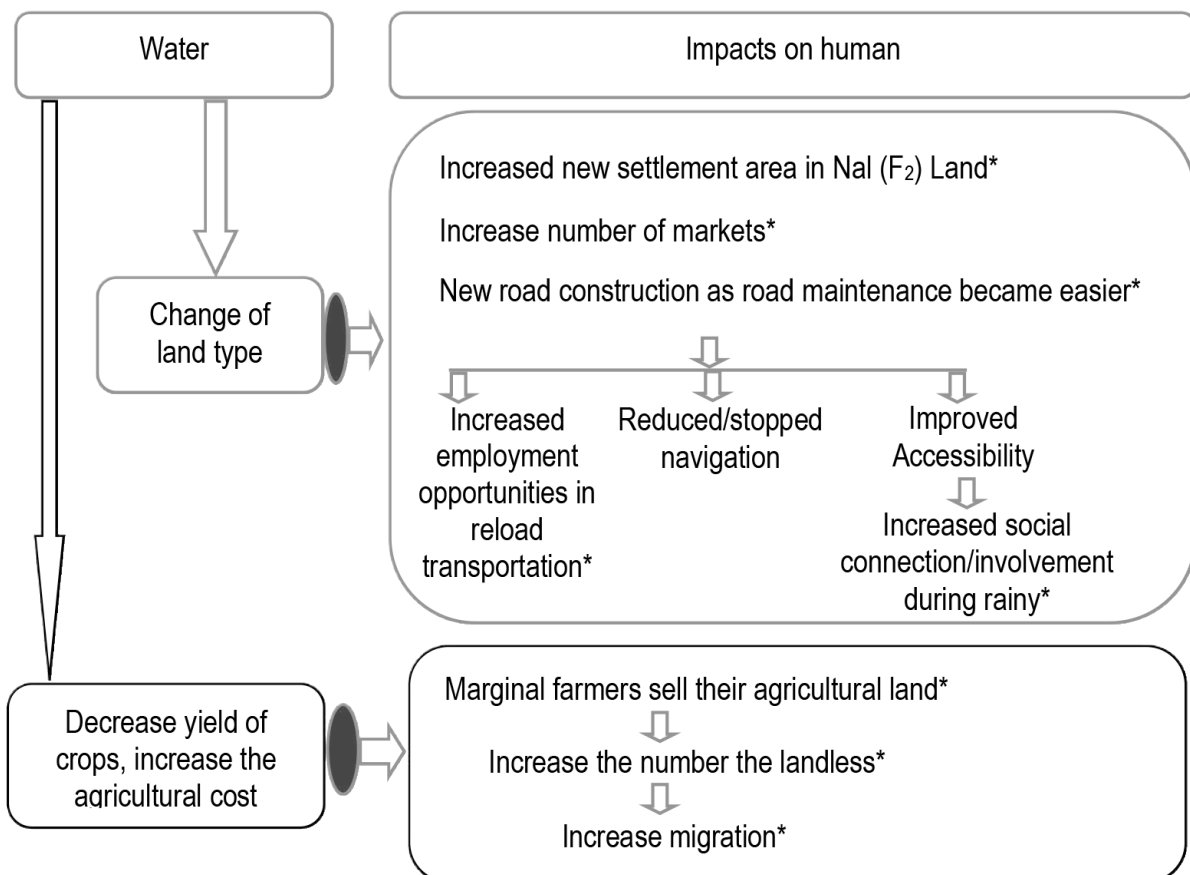 Water
Impacts on human
Increased new settlement area in Nal (F₂) Land*
Increase number of markets*
New road construction as road maintenance became easier*
Change of
land type
Increased
employment
opportunities in
reload
transportation*
Reduced/stopped
navigation
Improved
Accessibility
Increased social
connection/involvement
during rainy*
Decrease yield of
crops, increase the
agricultural cost
Marginal farmers sell their agricultural land*
Increase the number the landless*
Increase migration*